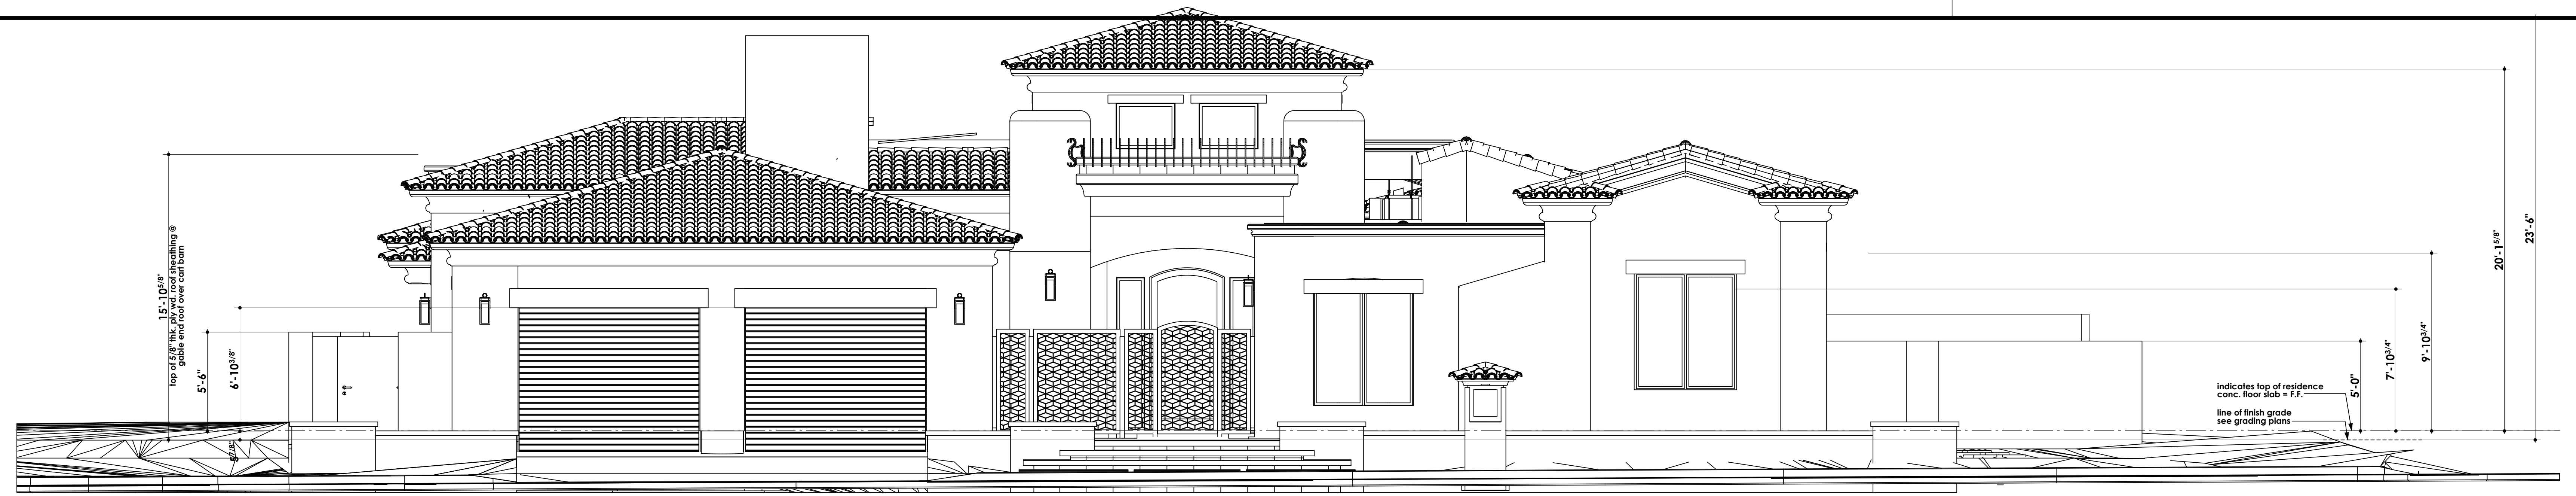 15'-10 5/8"
top of 5/8" thk. ply wd. roof sheathing @
gable end roof over cart barn
5'-6"
6'-10 3/8"
5 7/8"
indicates top of residence
conc. floor slab = F.F.
line of finish grade
see grading plans
5'-0"
7'-10 3/4"
9'-10 3/4"
20'-1 5/8"
23'-6"